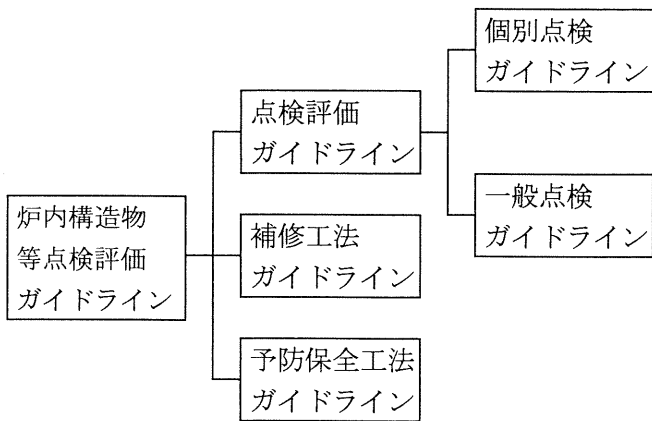 炉内構造物
等点検評価
ガイドライン
点検評価
ガイドライン
個別点検
ガイドライン
一般点検
ガイドライン
補修工法
ガイドライン
予防保全工法
ガイドライン